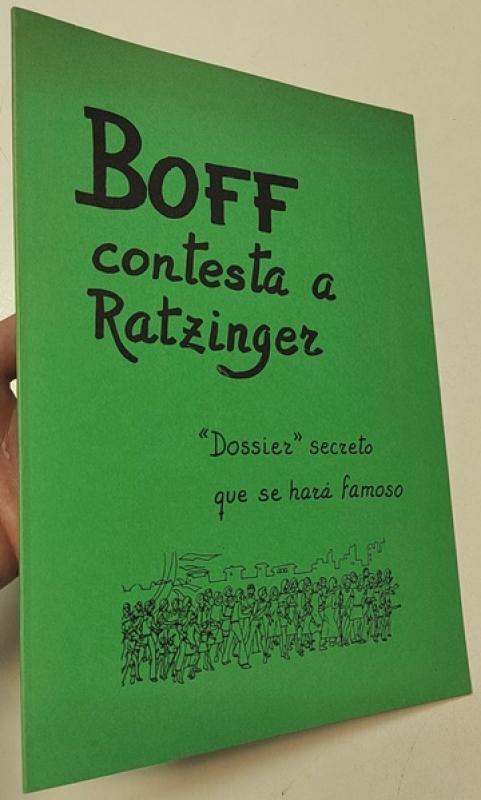 BOFF
contesta a
Ratzinger
"Dossier" secreto
que se hará famoso